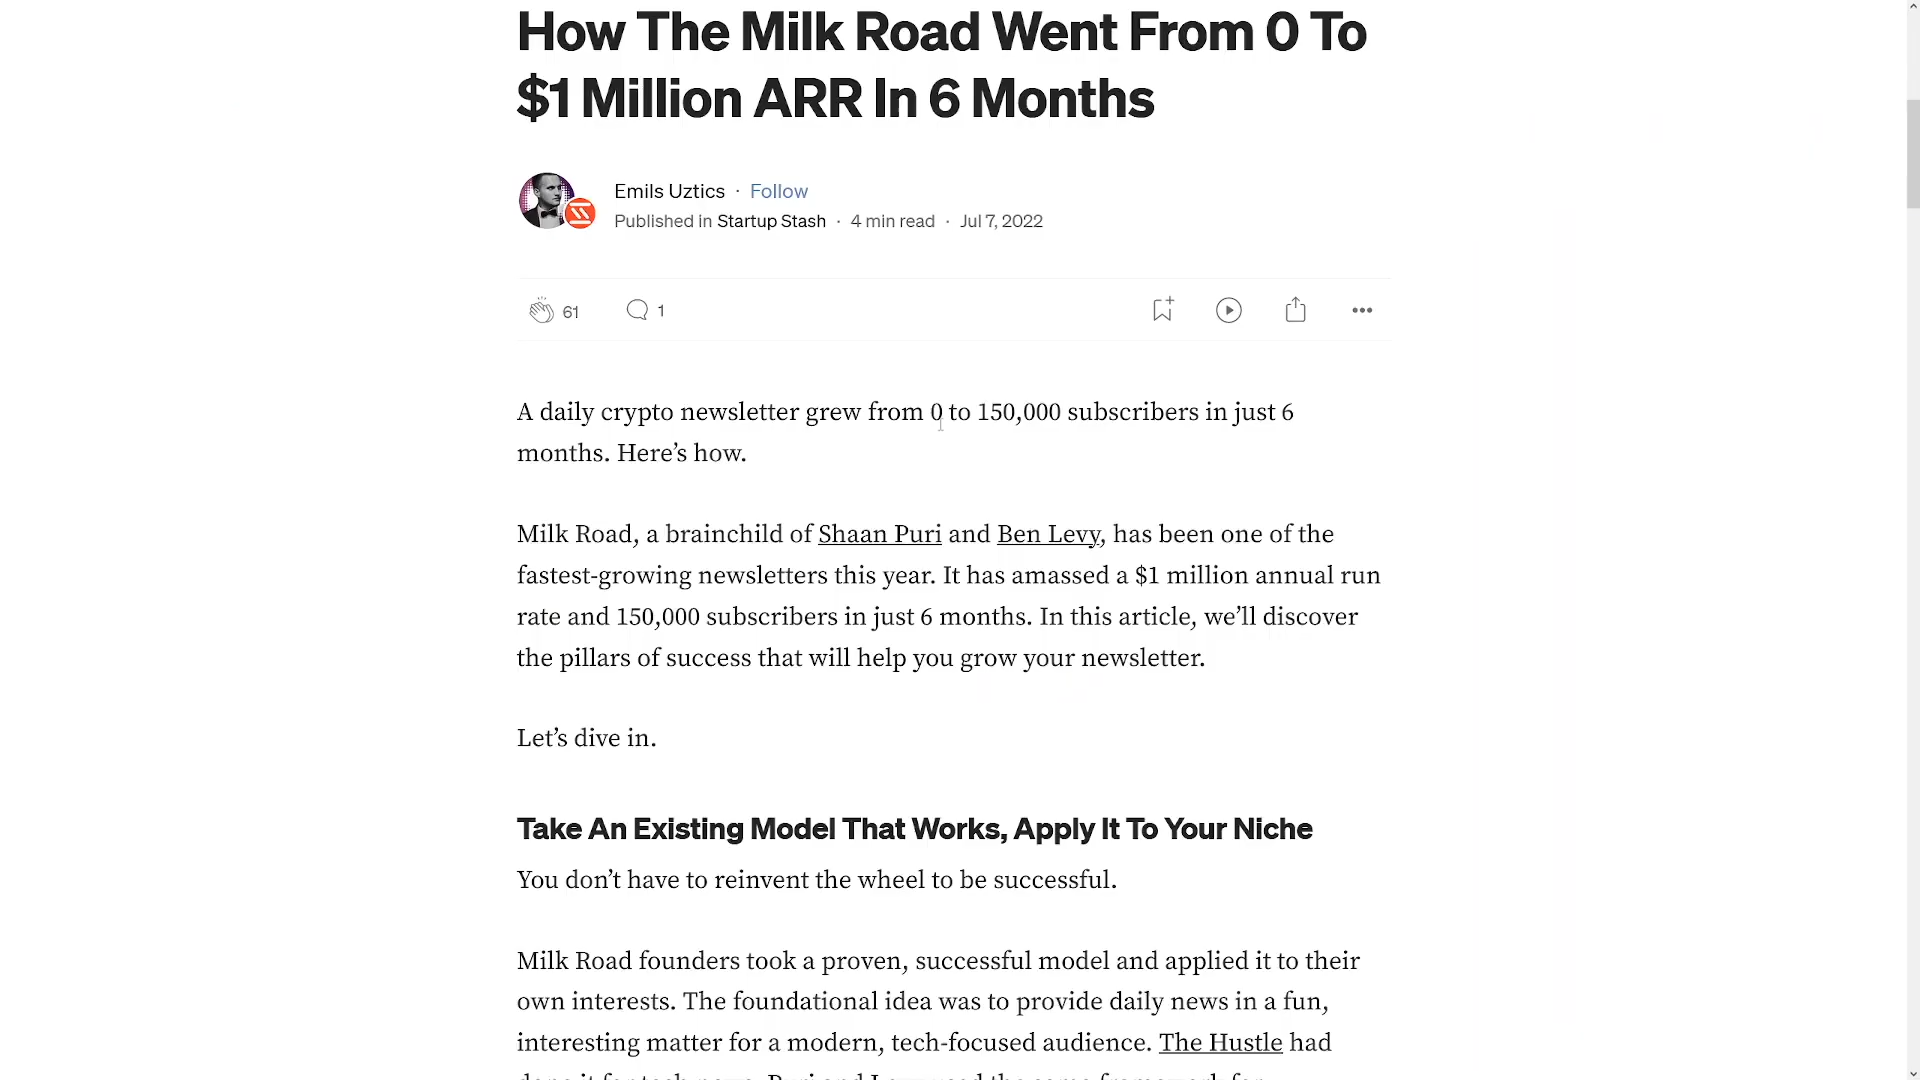 How The Milk Road Went From 0 To
$1 Million ARR In 6 Months
Emils Uztics · Follow
Published in Startup Stash · 4 min read · Jul 7, 2022
61
1
A daily crypto newsletter grew from 0 to 150,000 subscribers in just 6
months. Here’s how.
Milk Road, a brainchild of Shaan Puri and Ben Levy, has been one of the
fastest-growing newsletters this year. It has amassed a $1 million annual run
rate and 150,000 subscribers in just 6 months. In this article, we’ll discover
the pillars of success that will help you grow your newsletter.
Let’s dive in.
Take An Existing Model That Works, Apply It To Your Niche
You don’t have to reinvent the wheel to be successful.
Milk Road founders took a proven, successful model and applied it to their
own interests. The foundational idea was to provide daily news in a fun,
interesting matter for a modern, tech-focused audience. The Hustle had